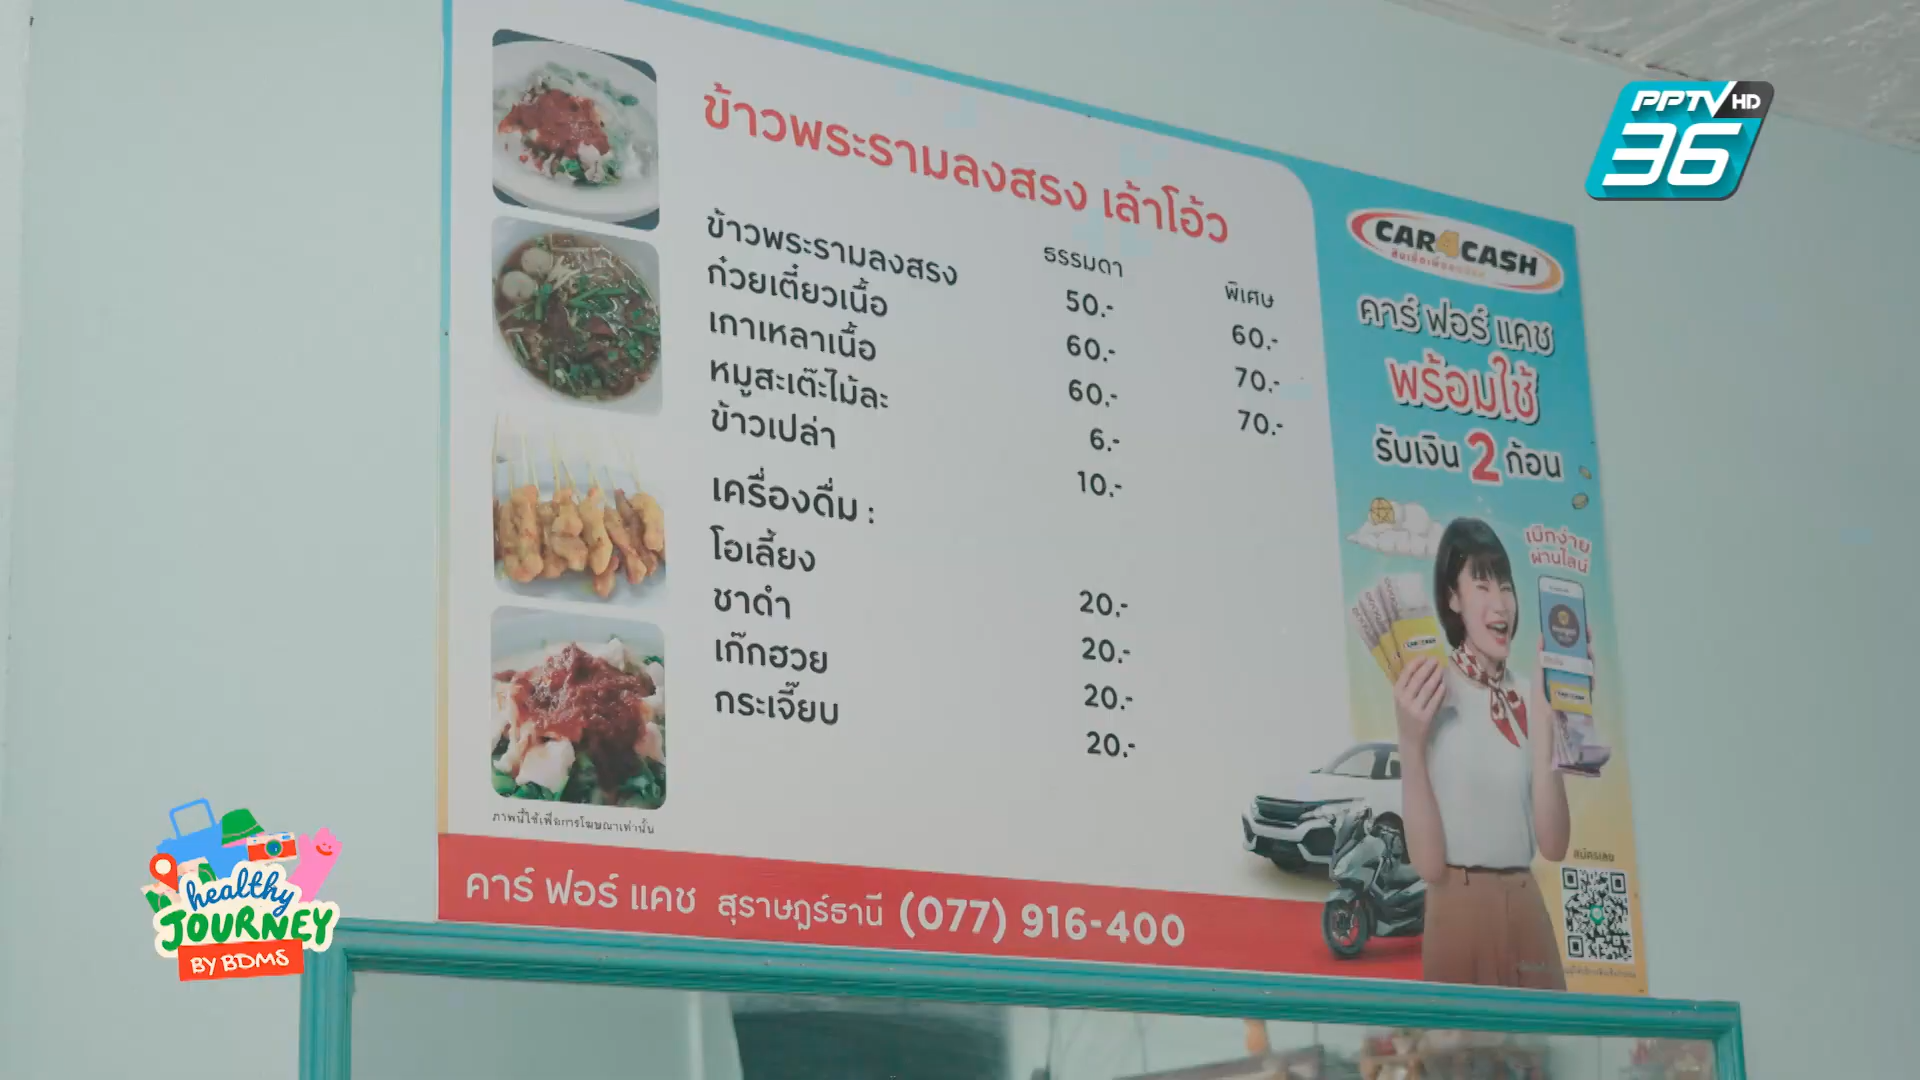 PPTV HD
36
ข้าวพระรามลงสรง เล้าโอ้ว
ธรรมดา พิเศษ
ข้าวพระรามลงสรง 50.- 60.-
ก๋วยเตี๋ยวเนื้อ 60.- 70.-
เกาเหลาเนื้อ 60.- 70.-
หมูสะเต๊ะไม้ละ 6.-
ข้าวเปล่า 10.-
เครื่องดื่ม :
โอเลี้ยง 20.-
ชาดำ 20.-
เก๊กฮวย 20.-
กระเจี๊ยบ 20.-
ภาพนี้ใช้เพื่อการโฆษณาเท่านั้น
คาร์ ฟอร์ แคช สุราษฎร์ธานี (077) 916-400
CAR4CASH
คาร์ ฟอร์ แคช
พร้อมใช้
รับเงิน 2 ก้อน
เบิกง่าย
ผ่านไลน์
CAR4CASH
สมัครเลย
healthy
JOURNEY
BY BDMS